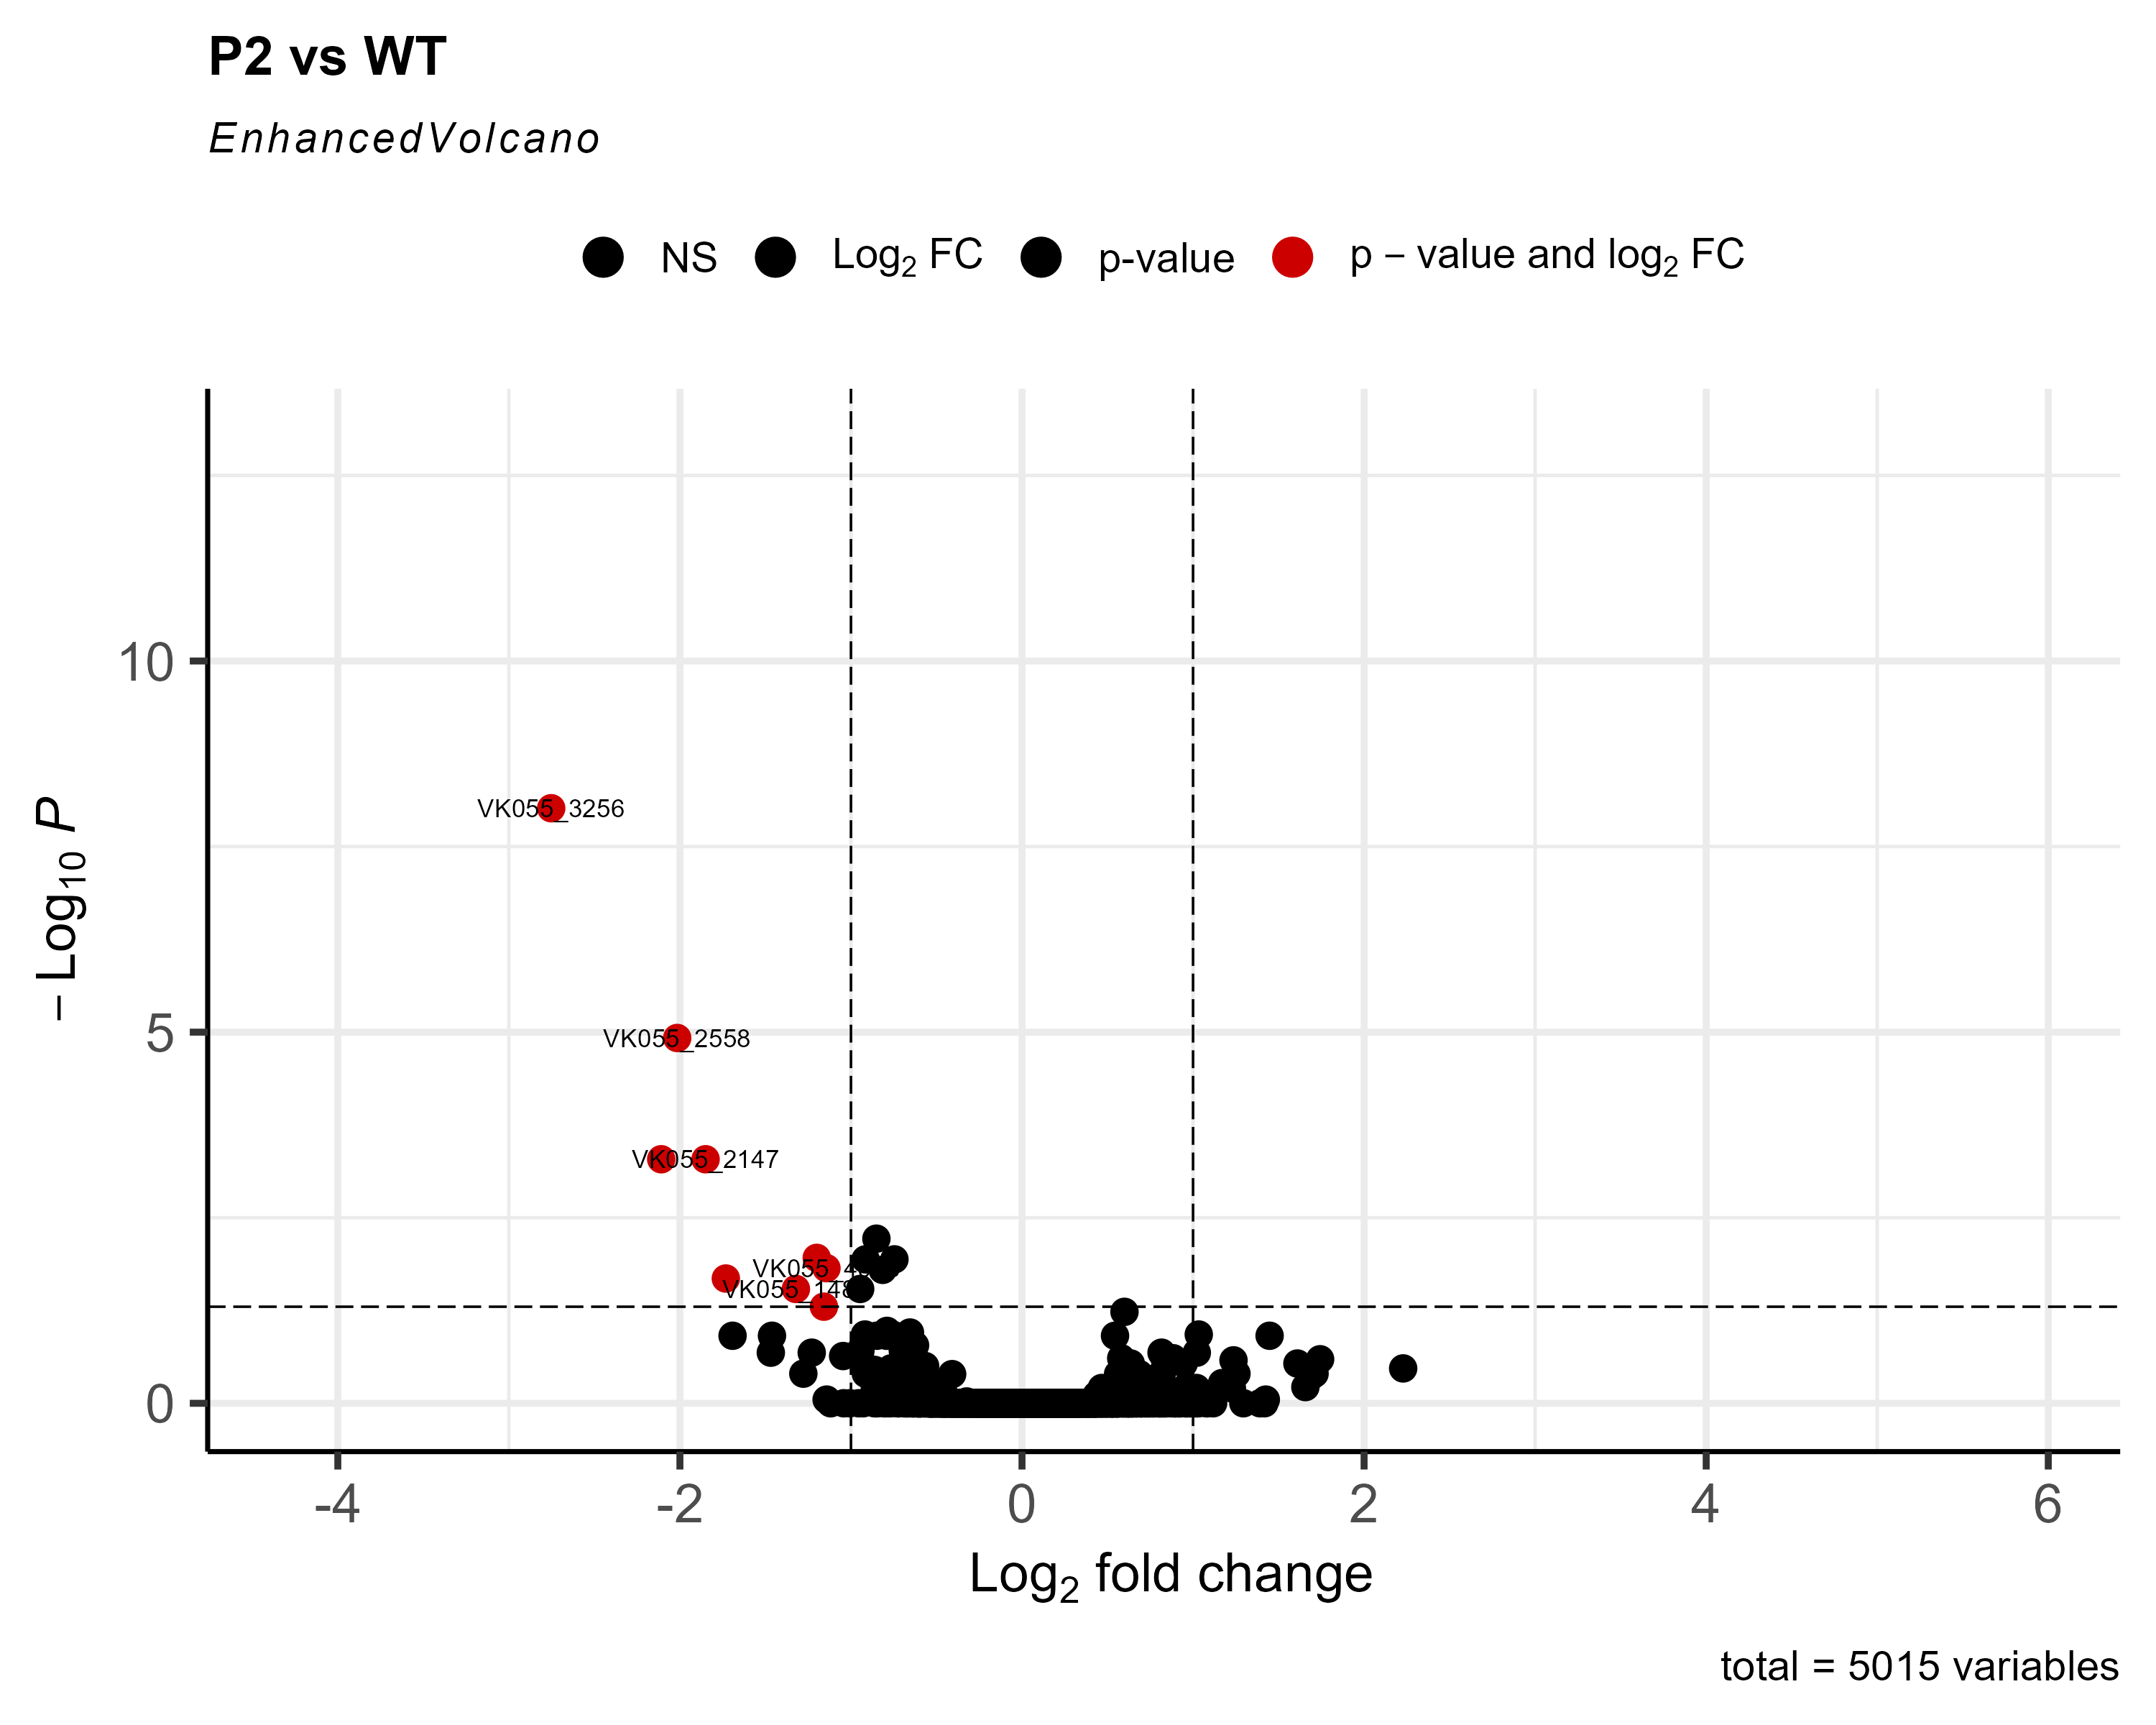 P2 vs WT
EnhancedVolcano
NS Log2 FC p-value p – value and log2 FC
– Log10 P
10
5
0
VK055_3256
VK055_2558
VK055_2147
-4 -2 0 2 4 6
Log2 fold change
total = 5015 variables